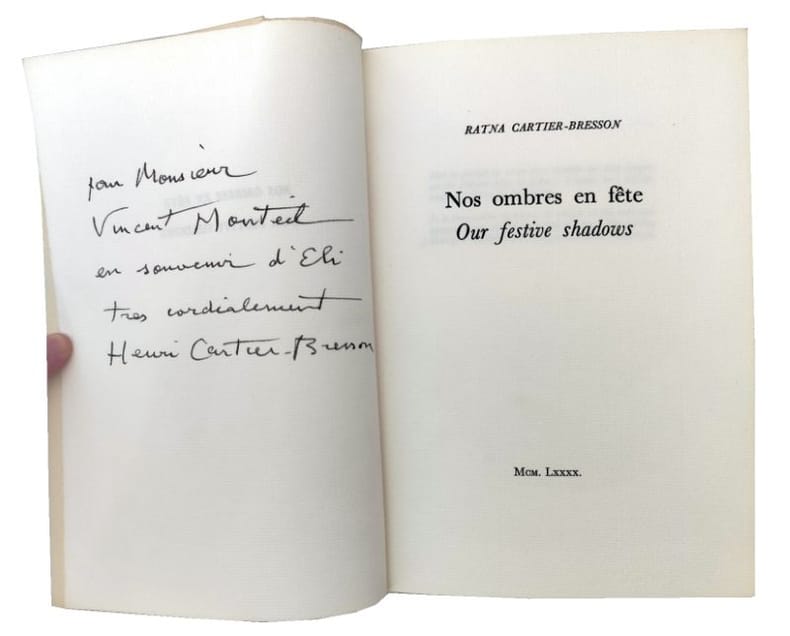 pour Monsieur
Vincent Monteil
en souvenir d'Eli
tres cordialement
Henri Cartier-Bresson
RATNA CARTIER-BRESSON
Nos ombres en fête
Our festive shadows
MCM. LXXXX.